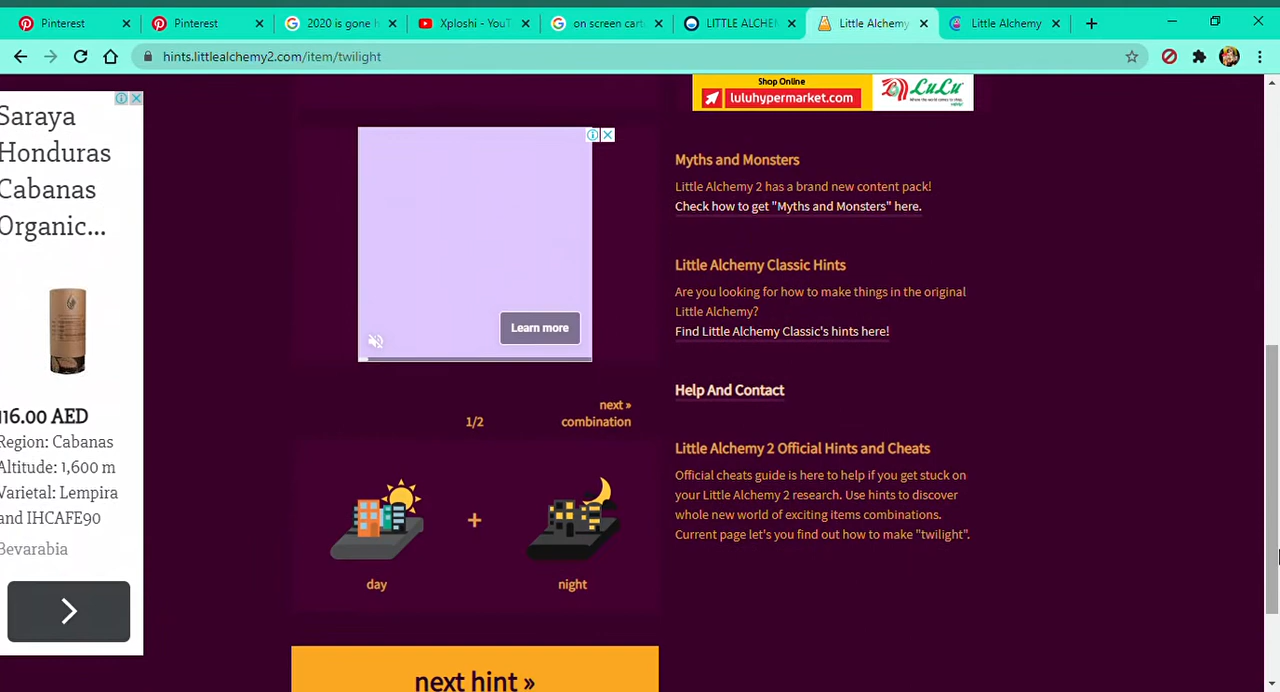 Pinterest
Pinterest
2020 is gone h
Xploshi - YouT
on screen cart
LITTLE ALCHEM
Little Alchemy
Little Alchemy
hints.littlealchemy2.com/item/twilight
Saraya
Honduras
Cabanas
Organic...
116.00 AED
Region: Cabanas
Altitude: 1,600 m
Varietal: Lempira
and IHCAFE90
Bevarabia
Learn more
1/2
next »
combination
day
+
night
next hint »
Shop Online
luluhypermarket.com
LuLu
Myths and Monsters
Little Alchemy 2 has a brand new content pack!
Check how to get "Myths and Monsters" here.
Little Alchemy Classic Hints
Are you looking for how to make things in the original
Little Alchemy?
Find Little Alchemy Classic's hints here!
Help And Contact
Little Alchemy 2 Official Hints and Cheats
Official cheats guide is here to help if you get stuck on
your Little Alchemy 2 research. Use hints to discover
whole new world of exciting items combinations.
Current page let's you find out how to make "twilight".